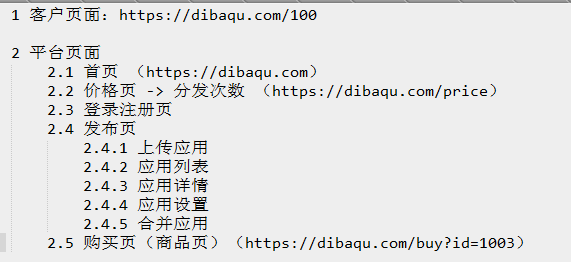 1 客户页面：https://dibaqu.com/100
2 平台页面
2.1 首页 （https://dibaqu.com）
2.2 价格页 -> 分发次数 （https://dibaqu.com/price）
2.3 登录注册页
2.4 发布页
2.4.1 上传应用
2.4.2 应用列表
2.4.3 应用详情
2.4.4 应用设置
2.4.5 合并应用
2.5 购买页（商品页）（https://dibaqu.com/buy?id=1003）